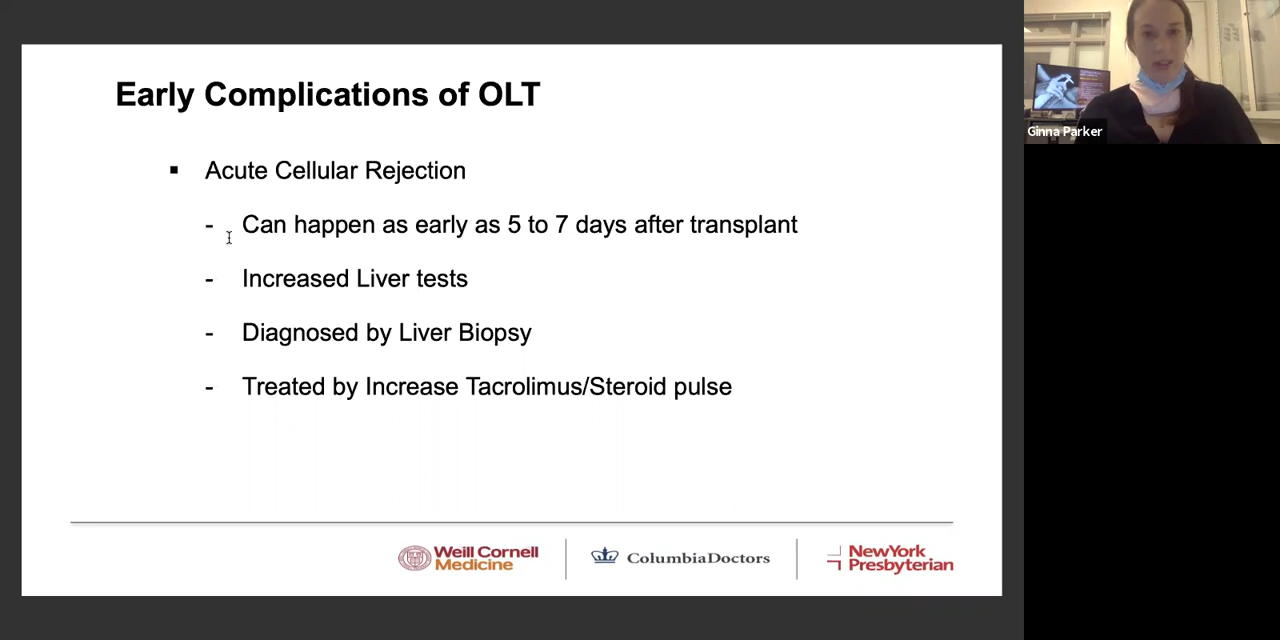 Early Complications of OLT
▪ Acute Cellular Rejection
- Can happen as early as 5 to 7 days after transplant
- Increased Liver tests
- Diagnosed by Liver Biopsy
- Treated by Increase Tacrolimus/Steroid pulse
Weill Cornell
Medicine
ColumbiaDoctors
NewYork
Presbyterian
Ginna Parker